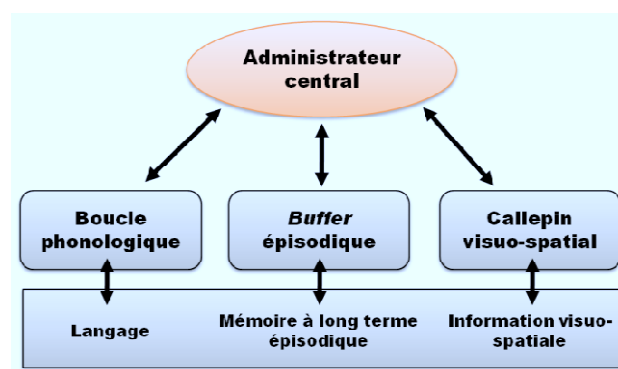 Administrateur
central
Boucle
phonologique
Buffer
épisodique
Callepin
visuo-spatial
Langage
Mémoire à long terme
épisodique
Information visuo-
spatiale